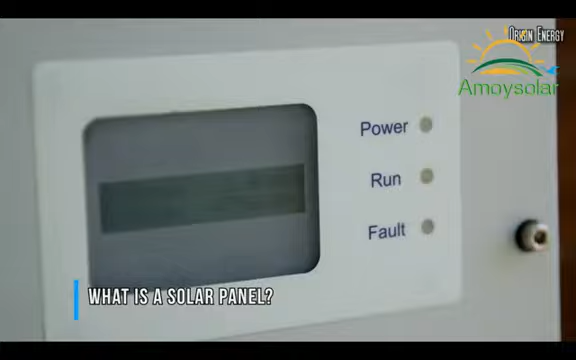 Origin Energy
Amoysolar
Power
Run
Fault
WHAT IS A SOLAR PANEL?